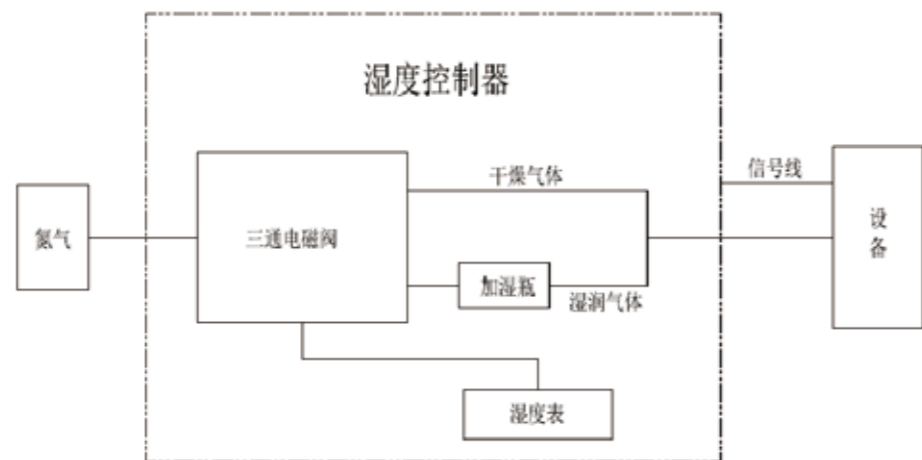 湿度控制器
干燥气体
信号线
氮气
三通电磁阀
设备
加湿瓶
湿润气体
湿度表